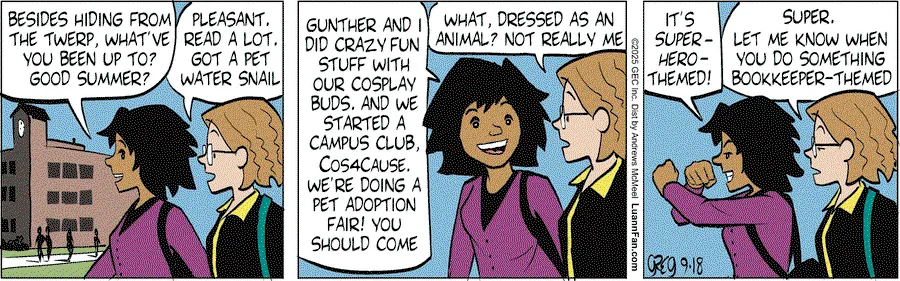 BESIDES HIDING FROM
THE TWERP, WHAT'VE
YOU BEEN UP TO?
GOOD SUMMER?
PLEASANT.
READ A LOT.
GOT A PET
WATER SNAIL
GUNTHER AND I
DID CRAZY FUN
STUFF WITH
OUR COSPLAY
BUDS. AND WE
STARTED A
CAMPUS CLUB,
COS4CAUSE.
WE'RE DOING A
PET ADOPTION
FAIR! YOU
SHOULD COME
WHAT, DRESSED AS AN
ANIMAL? NOT REALLY ME
©2025 GEC Inc. Dist by Andrews McMeel LuannFan.com
IT'S
SUPER-
HERO-
THEMED!
SUPER.
LET ME KNOW WHEN
YOU DO SOMETHING
BOOKKEEPER-THEMED
GREG 9.18